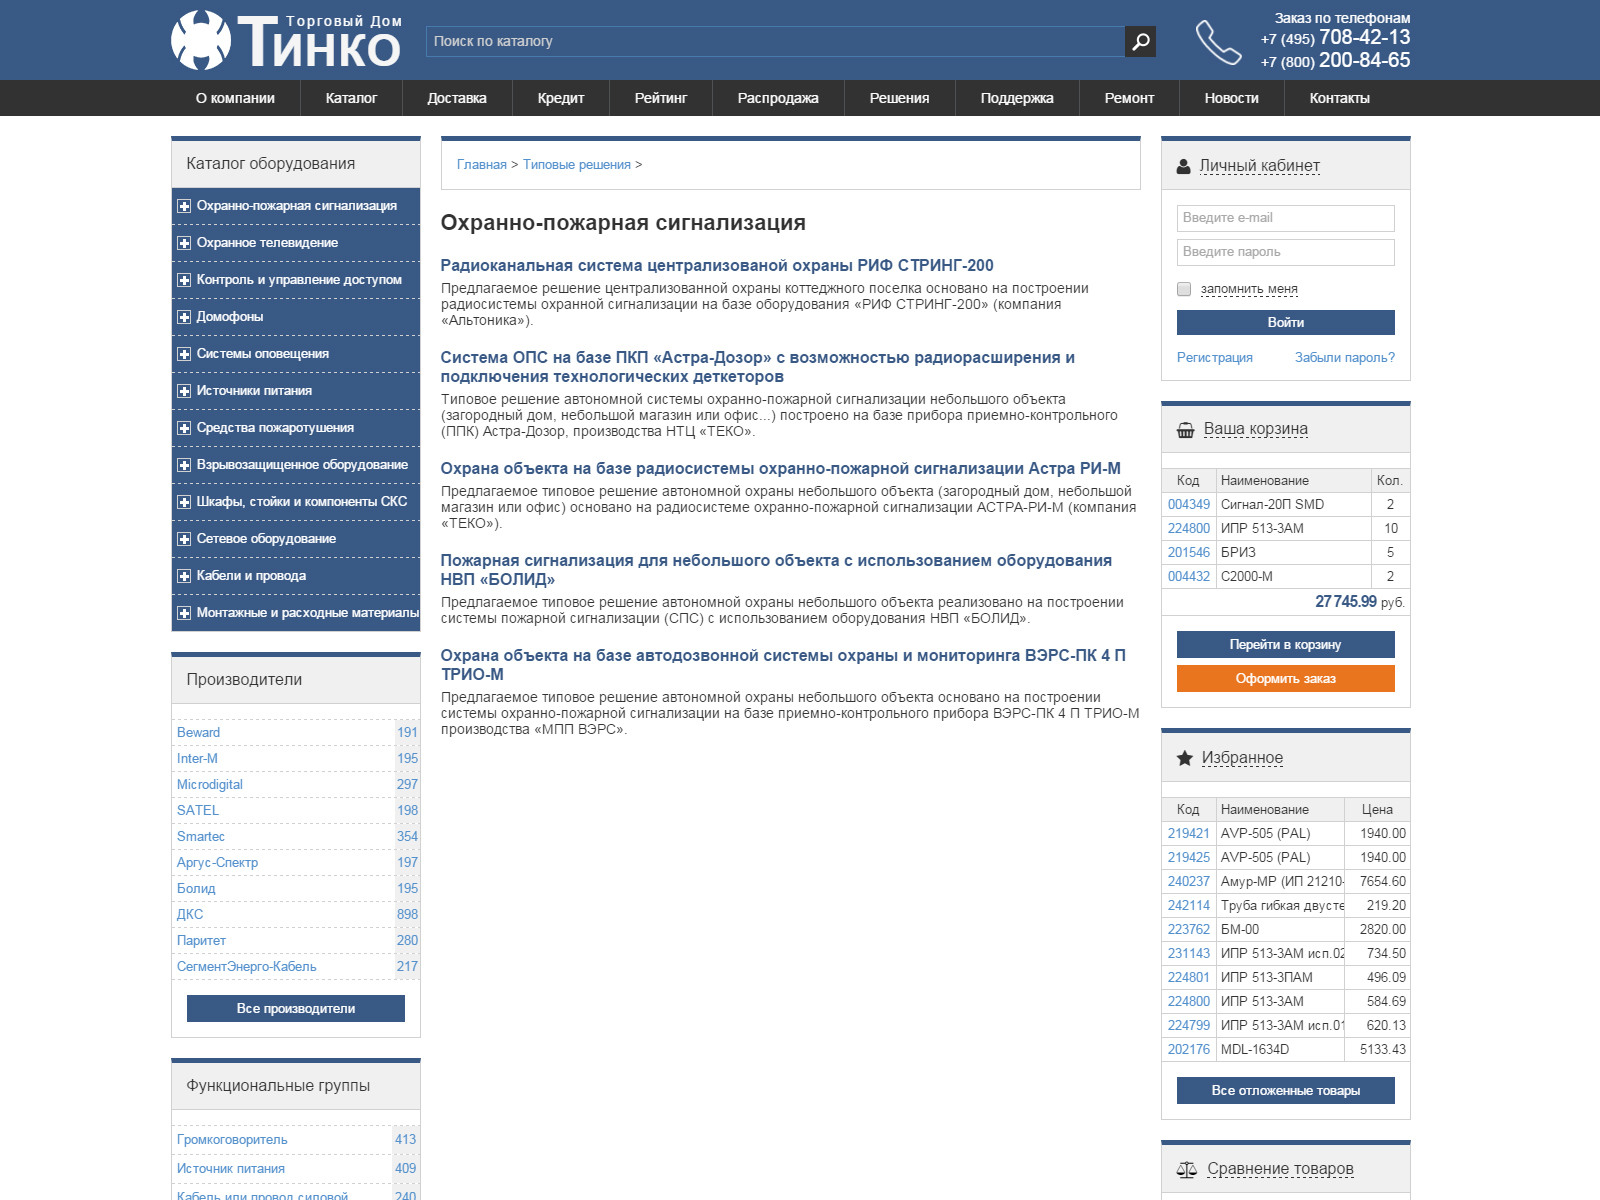 Торговый Дом
Тинко
Поиск по каталогу
Заказ по телефонам
+7 (495) 708-42-13
+7 (800) 200-84-65
О компании Каталог Доставка Кредит Рейтинг Распродажа Решения Поддержка Ремонт Новости Контакты
Каталог оборудования
Охранно-пожарная сигнализация
Охранное телевидение
Контроль и управление доступом
Домофоны
Системы оповещения
Источники питания
Средства пожаротушения
Взрывозащищенное оборудование
Шкафы, стойки и компоненты СКС
Сетевое оборудование
Кабели и провода
Монтажные и расходные материалы
Производители
Beward 191
Inter-M 195
Microdigital 297
SATEL 198
Smartec 354
Аргус-Спектр 197
Болид 195
ДКС 898
Паритет 280
СегментЭнерго-Кабель 217
Все производители
Функциональные группы
Громкоговоритель 413
Источник питания 409
Кабель или провод силовой 240
Главная > Типовые решения >
Охранно-пожарная сигнализация
Радиоканальная система централизованой охраны РИФ СТРИНГ-200
Предлагаемое решение централизованной охраны коттеджного поселка основано на построении
радиосистемы охранной сигнализации на базе оборудования «РИФ СТРИНГ-200» (компания
«Альтоника»).
Система ОПС на базе ПКП «Астра-Дозор» с возможностью радиорасширения и
подключения технологических деткеторов
Типовое решение автономной системы охранно-пожарной сигнализации небольшого объекта
(загородный дом, небольшой магазин или офис...) построено на базе прибора приемно-контрольного
(ППК) Астра-Дозор, производства НТЦ «ТЕКО».
Охрана объекта на базе радиосистемы охранно-пожарной сигнализации Астра РИ-М
Предлагаемое типовое решение автономной охраны небольшого объекта (загородный дом, небольшой
магазин или офис) основано на радиосистеме охранно-пожарной сигнализации АСТРА-РИ-М (компания
«ТЕКО»).
Пожарная сигнализация для небольшого объекта с использованием оборудования
НВП «БОЛИД»
Предлагаемое типовое решение автономной охраны небольшого объекта реализовано на построении
системы пожарной сигнализации (СПС) с использованием оборудования НВП «БОЛИД».
Охрана объекта на базе автодозвонной системы охраны и мониторинга ВЭРС-ПК 4 П
ТРИО-М
Предлагаемое типовое решение автономной охраны небольшого объекта основано на построении
системы охранно-пожарной сигнализации на базе приемно-контрольного прибора ВЭРС-ПК 4 П ТРИО-М
производства «МПП ВЭРС».
Личный кабинет
Введите e-mail
Введите пароль
запомнить меня
Войти
Регистрация Забыли пароль?
Ваша корзина
Код Наименование Кол.
004349 Сигнал-20П SMD 2
224800 ИПР 513-3АМ 10
201546 БРИЗ 5
004432 С2000-М 2
27 745.99 руб.
Перейти в корзину
Оформить заказ
Избранное
Код Наименование Цена
219421 AVP-505 (PAL) 1940.00
219425 AVP-505 (PAL) 1940.00
240237 Амур-МР (ИП 21210- 7654.60
242114 Труба гибкая двусте 219.20
223762 БМ-00 2820.00
231143 ИПР 513-3АМ исп.02 734.50
224801 ИПР 513-3ПАМ 496.09
224800 ИПР 513-3АМ 584.69
224799 ИПР 513-3АМ исп.01 620.13
202176 MDL-1634D 5133.43
Все отложенные товары
Сравнение товаров